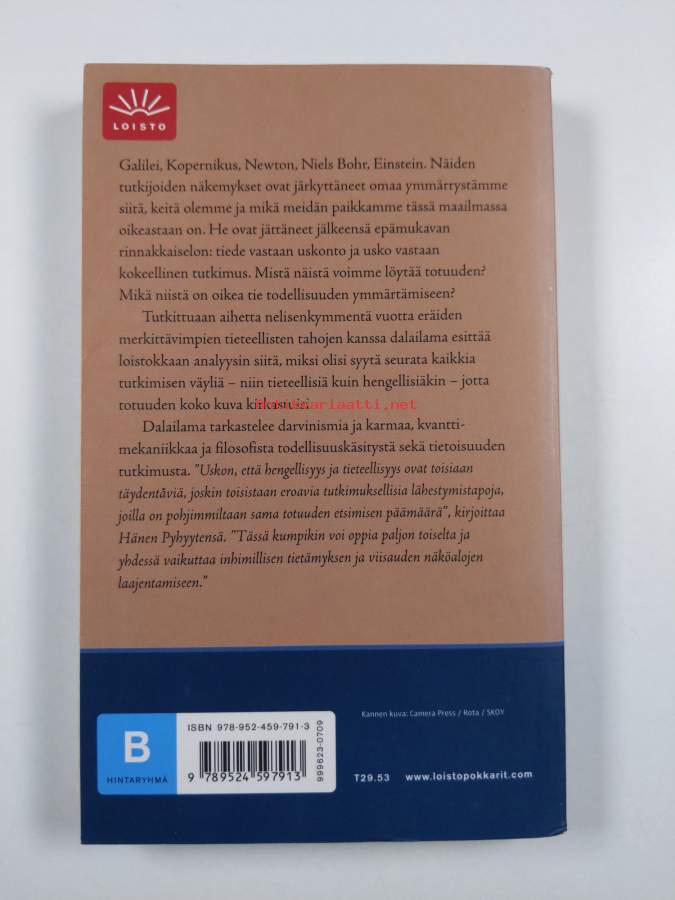 LOISTO
Galilei, Kopernikus, Newton, Niels Bohr, Einstein. Näiden
tutkijoiden näkemykset ovat järkyttäneet omaa ymmärrystämme
siitä, keitä olemme ja mikä meidän paikkamme tässä maailmassa
oikeastaan on. He ovat jättäneet jälkeensä epämukavan
rinnakkaiselon: tiede vastaan uskonto ja usko vastaan
kokeellinen tutkimus. Mistä näistä voimme löytää totuuden?
Mikä niistä on oikea tie todellisuuden ymmärtämiseen?
Tutkittuaan aihetta nelisenkymmentä vuotta eräiden
merkittävimpien tieteellisten tahojen kanssa dalailama esittää
loistokkaan analyysin siitä, miksi olisi syytä seurata kaikkia
tutkimisen väyliä – niin tieteellisiä kuin hengellisiäkin – jotta
totuuden koko kuva kirkastuisi.
antikvariaatti.net
Dalailama tarkastelee darvinismia ja karmaa, kvantti-
mekaniikkaa ja filosofista todellisuuskäsitystä sekä tietoisuuden
tutkimusta. "Uskon, että hengellisyys ja tieteellisyys ovat toisiaan
täydentäviä, joskin toisistaan eroavia tutkimuksellisia lähestymistapoja,
joilla on pohjimmiltaan sama totuuden etsimisen päämäärä", kirjoittaa
Hänen Pyhyytensä. "Tässä kumpikin voi oppia paljon toiselta ja
yhdessä vaikuttaa inhimillisen tietämyksen ja viisauden näköalojen
laajentamiseen."
Kannen kuva: Camera Press / Rota / SKOY
B
HINTARYHMÄ
ISBN 978-952-459-791-3
9 789524 597913
999623-0709
T29.53 www.loistopokkarit.com